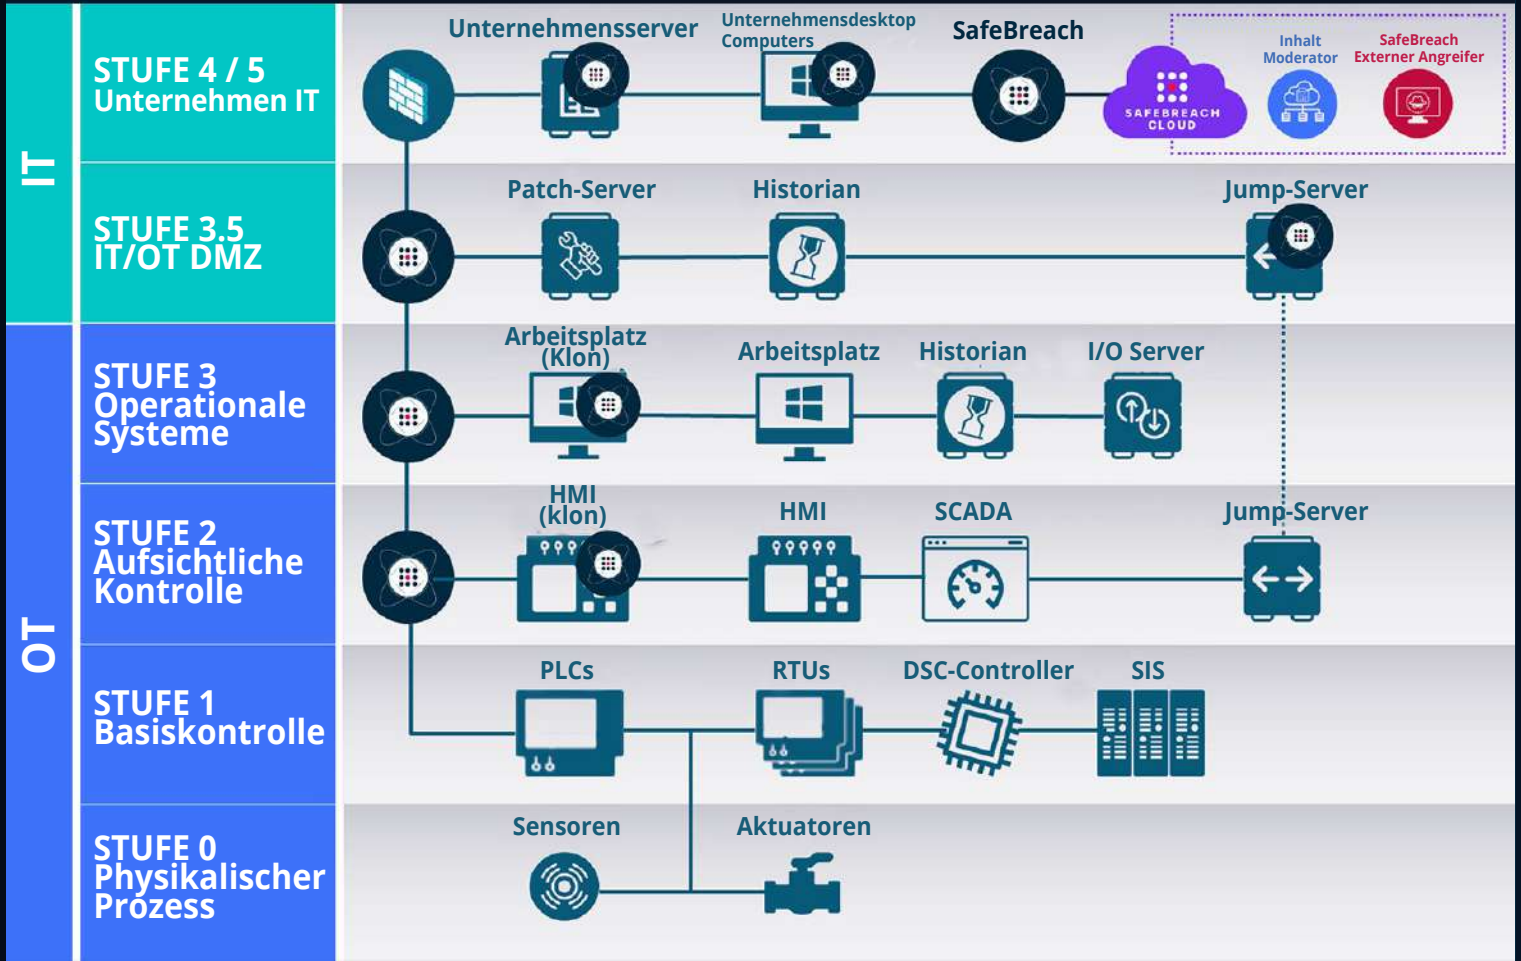 IT
STUFE 4 / 5
Unternehmen IT
Unternehmensserver
Unternehmensdesktop
Computers
SafeBreach
SAFEBREACH
CLOUD
Inhalt
Moderator
SafeBreach
Externer Angreifer
STUFE 3.5
IT/OT DMZ
Patch-Server
Historian
Jump-Server
OT
STUFE 3
Operationale
Systeme
Arbeitsplatz
(Klon)
Arbeitsplatz
Historian
I/O Server
STUFE 2
Aufsichtliche
Kontrolle
HMI
(klon)
HMI
SCADA
Jump-Server
STUFE 1
Basiskontrolle
PLCs
RTUs
DSC-Controller
SIS
STUFE 0
Physikalischer
Prozess
Sensoren
Aktuatoren